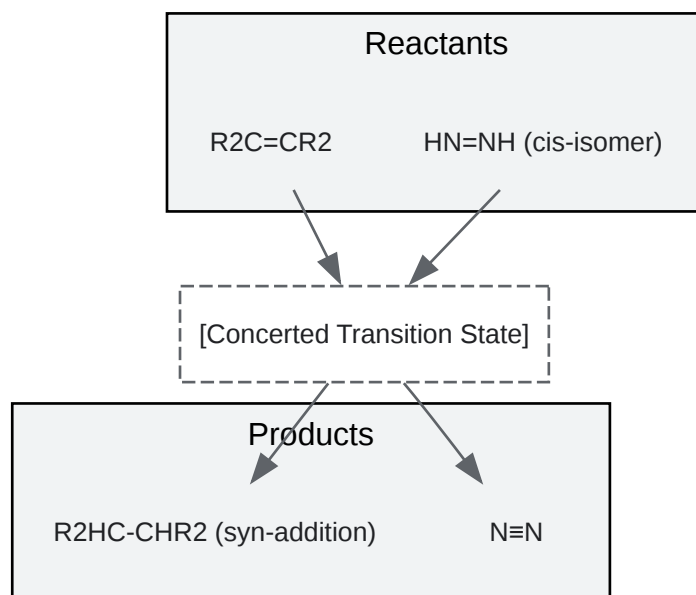 Reactants
R2C=CR2
HN=NH (cis-isomer)
[Concerted Transition State]
Products
R2HC-CHR2 (syn-addition)
N≡N